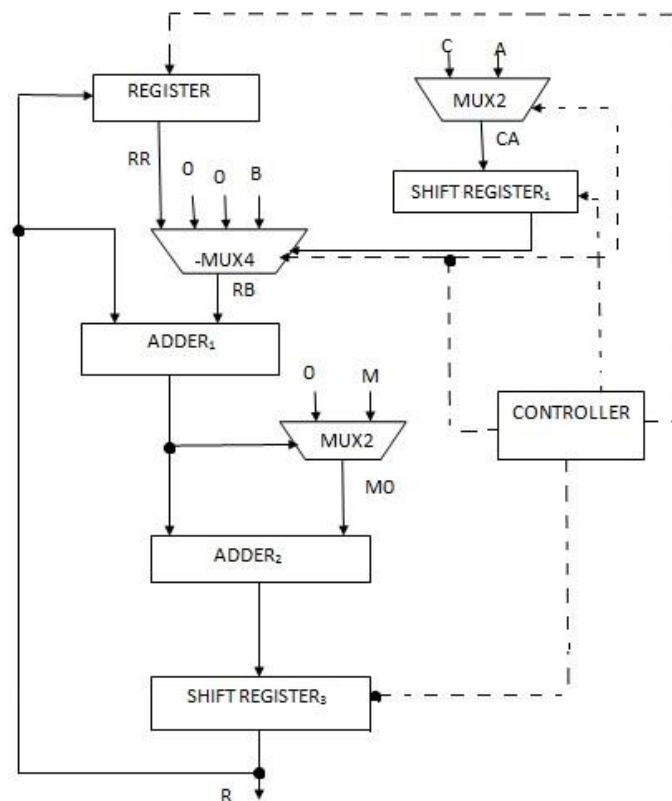 C A
REGISTER
MUX2
CA
RR
0 0 B
SHIFT REGISTER₁
-MUX4
RB
ADDER₁
0 M
CONTROLLER
MUX2
M0
ADDER₂
SHIFT REGISTER₃
R